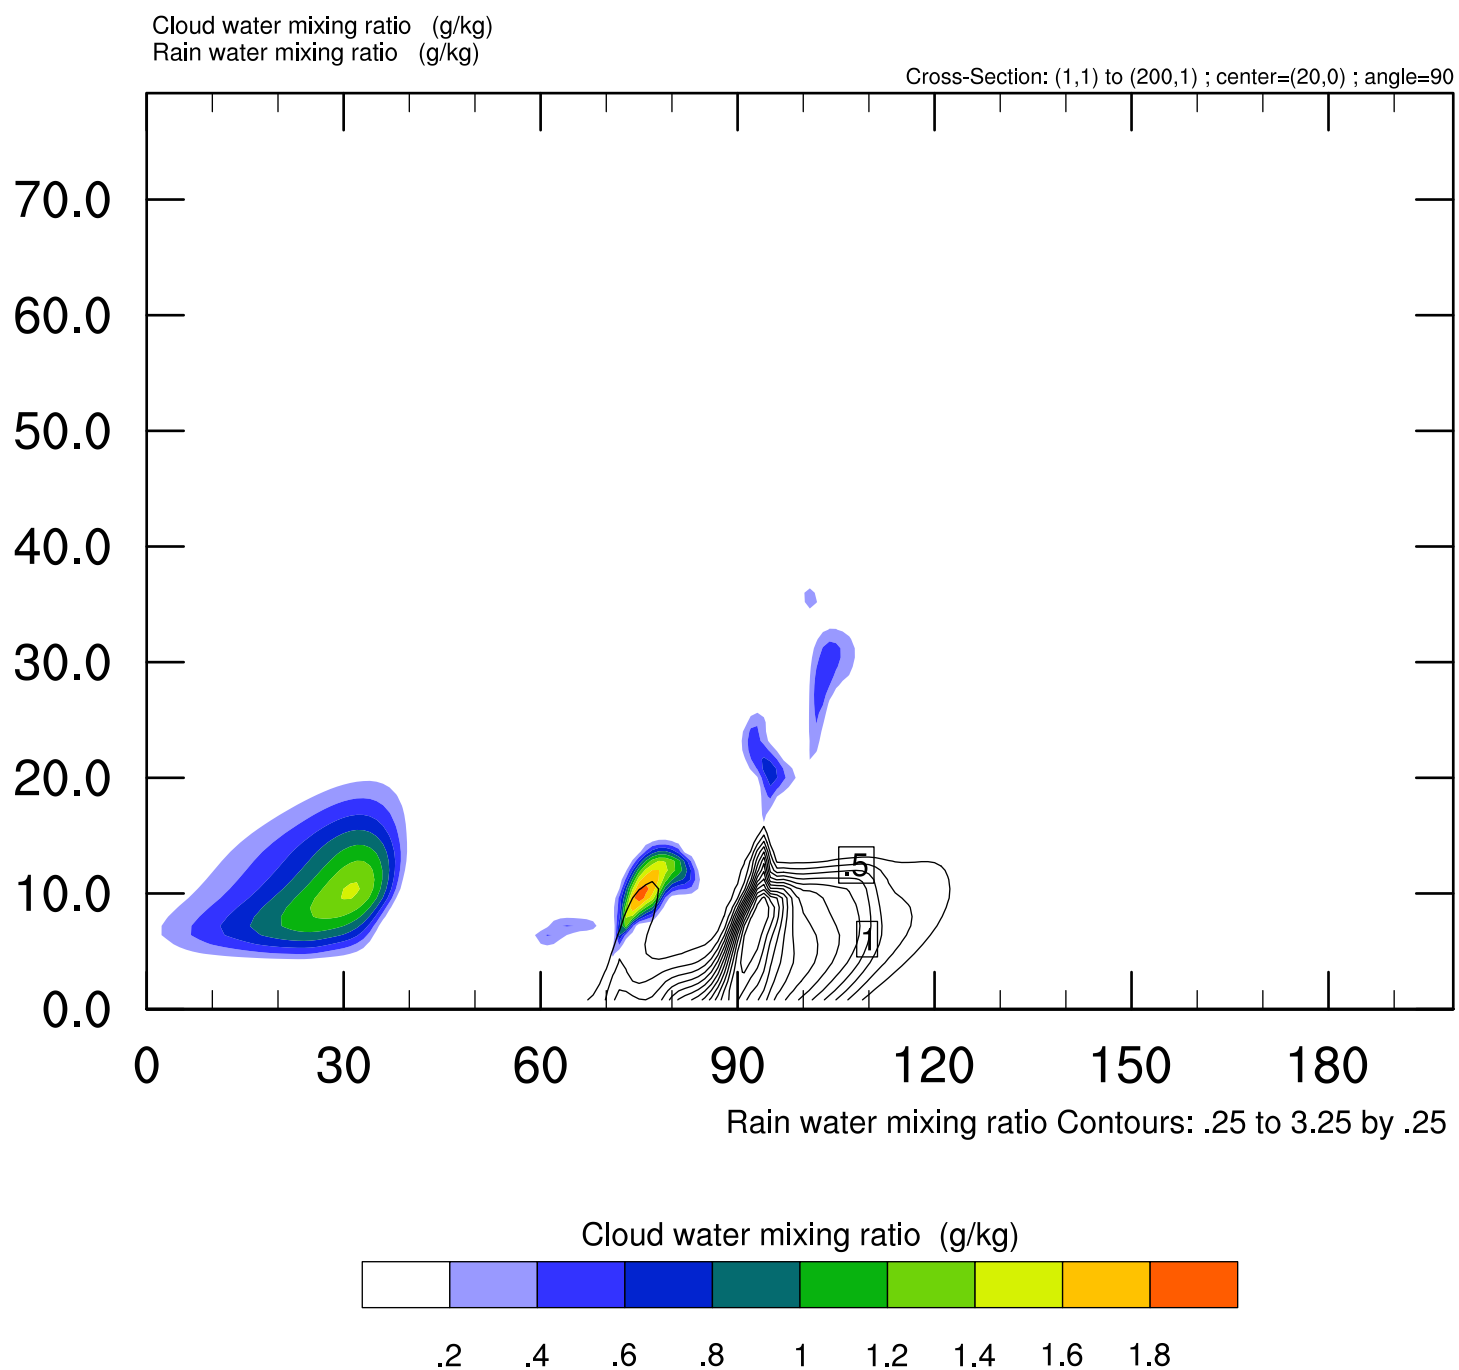 Cloud water mixing ratio (g/kg)
Rain water mixing ratio (g/kg)
Cross-Section: (1,1) to (200,1) ; center=(20,0) ; angle=90
70.0
60.0
50.0
40.0
30.0
20.0
10.0
0.0
.5
1
0 30 60 90 120 150 180
Rain water mixing ratio Contours: .25 to 3.25 by .25
Cloud water mixing ratio (g/kg)
.2 .4 .6 .8 1 1.2 1.4 1.6 1.8